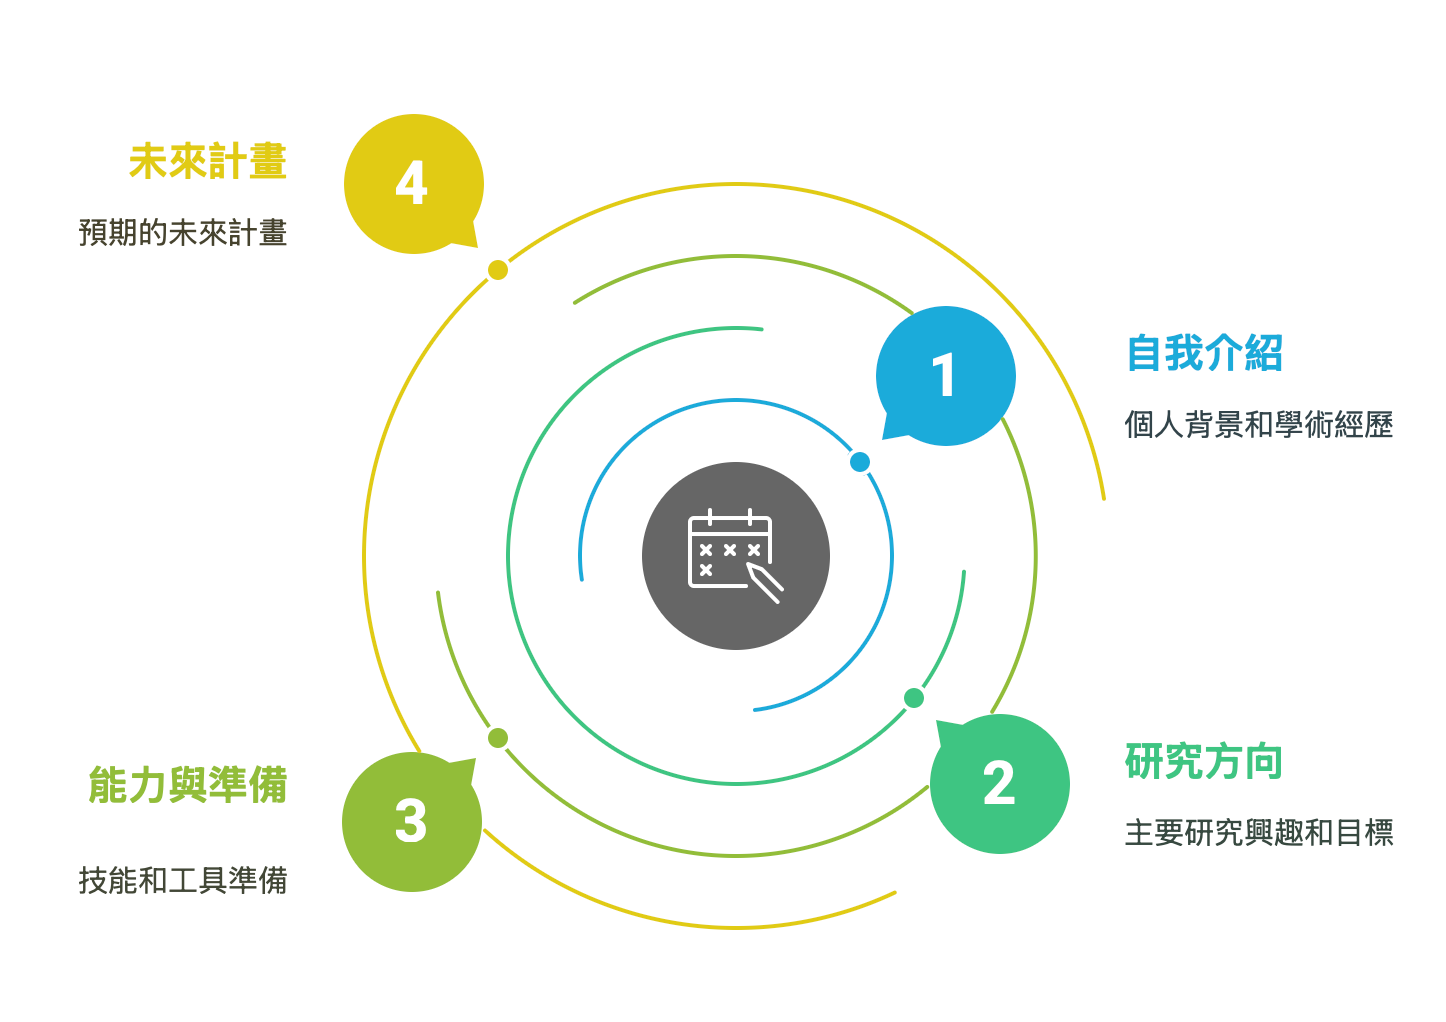 1
自我介紹
個人背景和學術經歷
2
研究方向
主要研究興趣和目標
3
能力與準備
技能和工具準備
4
未來計畫
預期的未來計畫